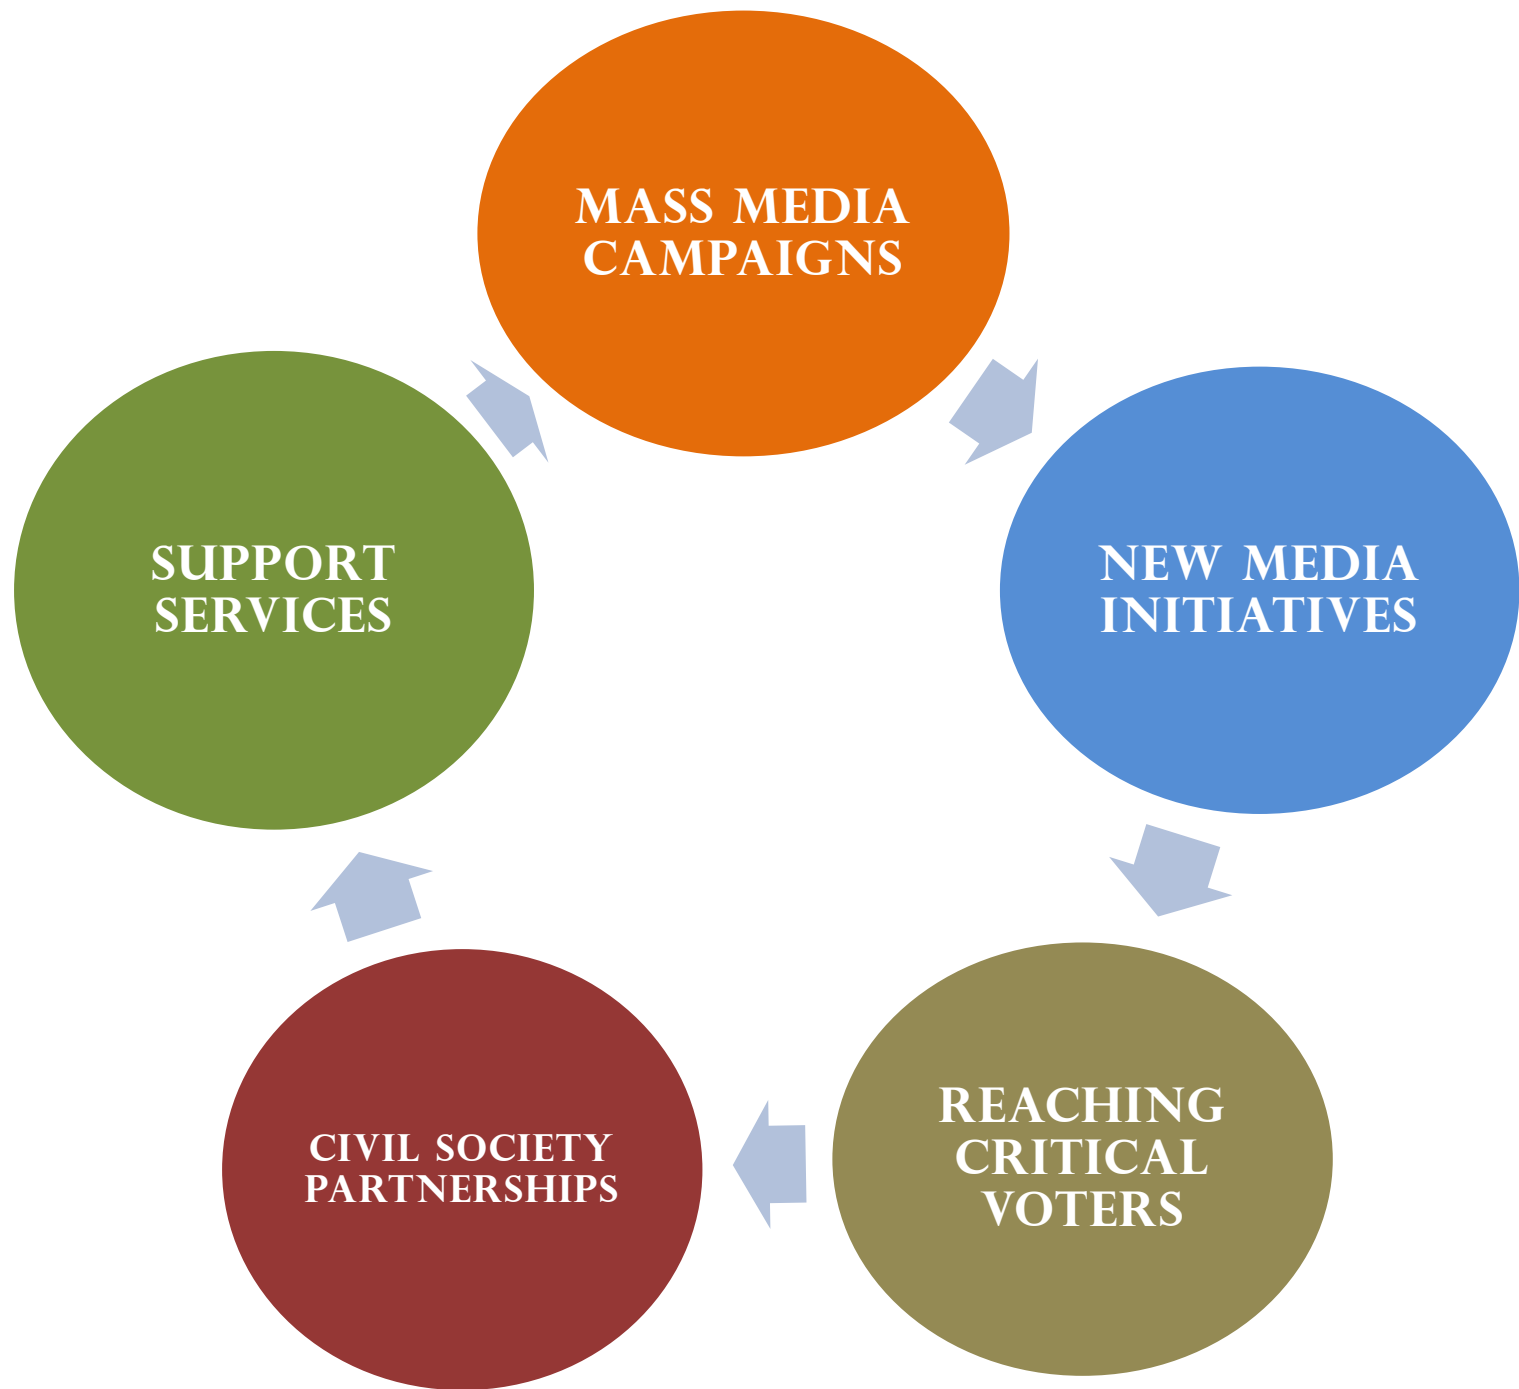 MASS MEDIA
CAMPAIGNS
NEW MEDIA
INITIATIVES
REACHING
CRITICAL
VOTERS
CIVIL SOCIETY
PARTNERSHIPS
SUPPORT
SERVICES